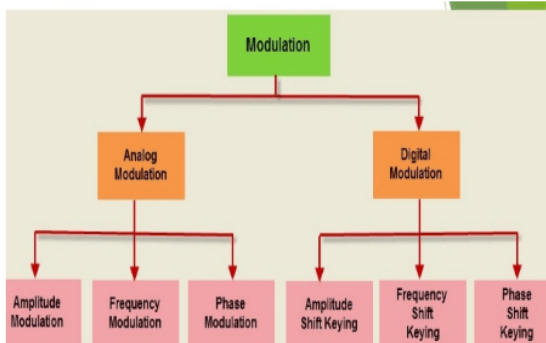 Modulation
Analog
Modulation
Digital
Modulation
Amplitude
Modulation
Frequency
Modulation
Phase
Modulation
Amplitude
Shift Keying
Frequency
Shift
Keying
Phase
Shift
Keying